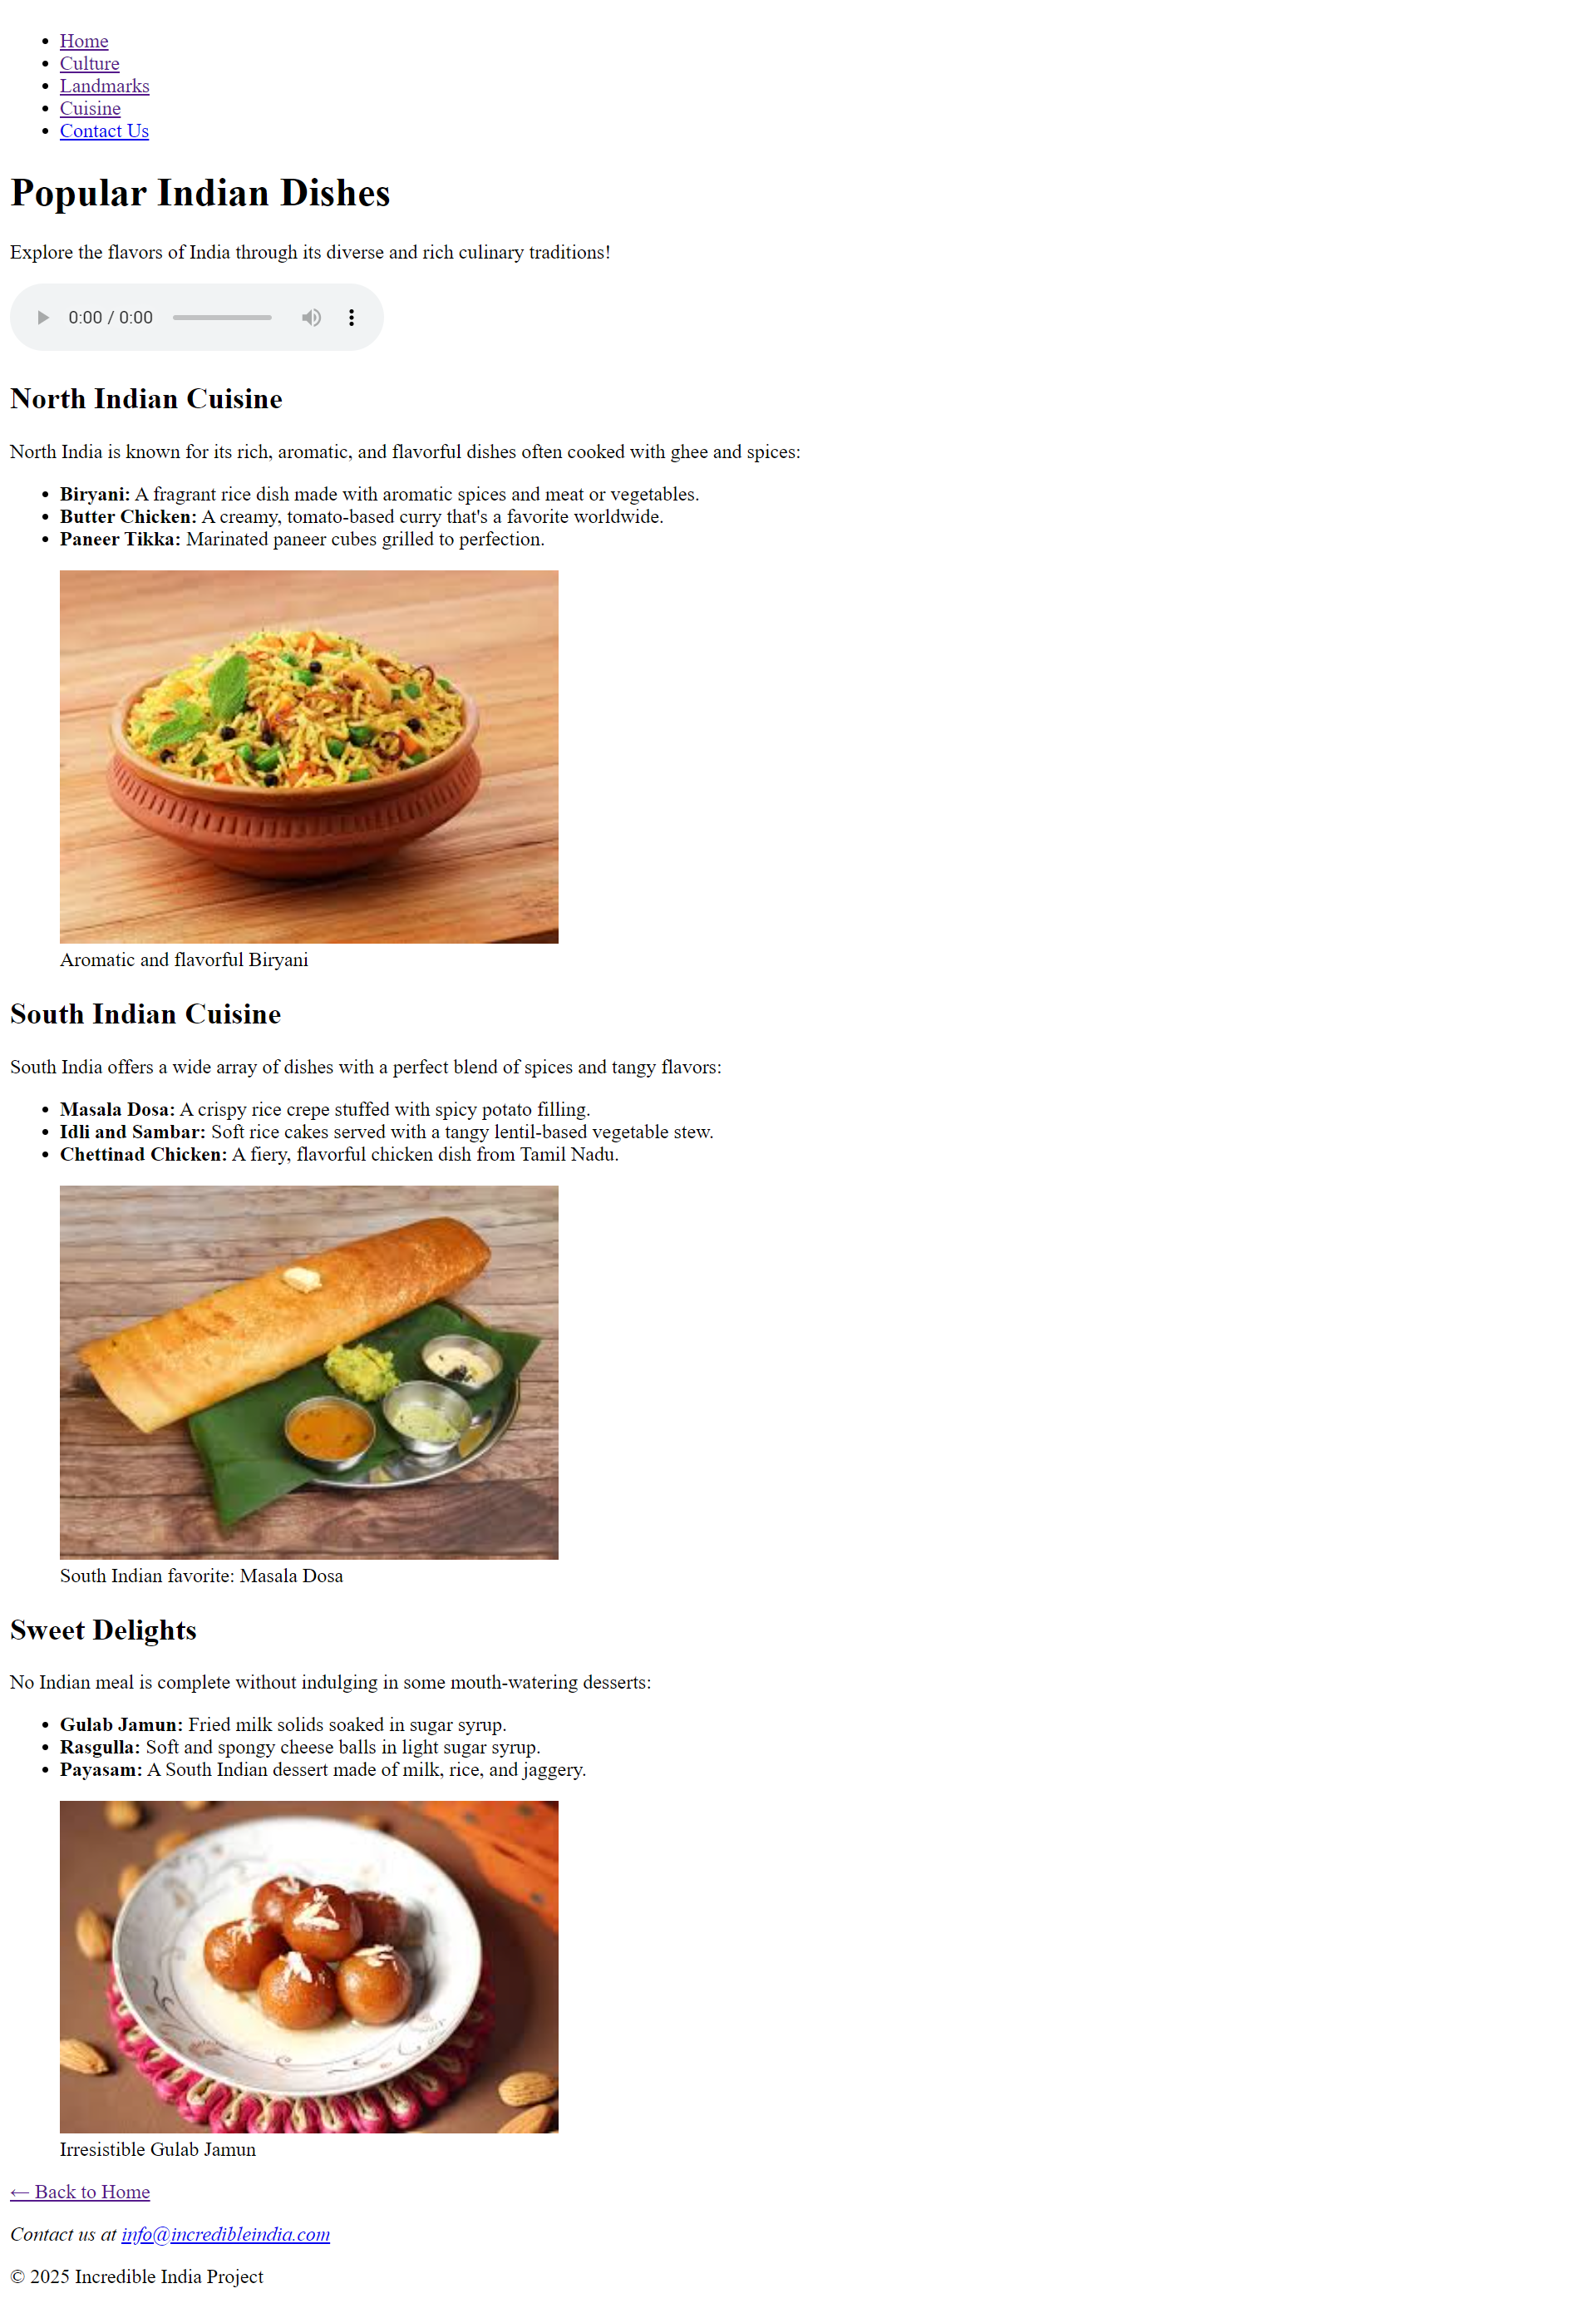 Home
Culture
Landmarks
Cuisine
Contact Us
Popular Indian Dishes
Explore the flavors of India through its diverse and rich culinary traditions!
0:00 / 0:00
North Indian Cuisine
North India is known for its rich, aromatic, and flavorful dishes often cooked with ghee and spices:
Biryani: A fragrant rice dish made with aromatic spices and meat or vegetables.
Butter Chicken: A creamy, tomato-based curry that's a favorite worldwide.
Paneer Tikka: Marinated paneer cubes grilled to perfection.
Aromatic and flavorful Biryani
South Indian Cuisine
South India offers a wide array of dishes with a perfect blend of spices and tangy flavors:
Masala Dosa: A crispy rice crepe stuffed with spicy potato filling.
Idli and Sambar: Soft rice cakes served with a tangy lentil-based vegetable stew.
Chettinad Chicken: A fiery, flavorful chicken dish from Tamil Nadu.
South Indian favorite: Masala Dosa
Sweet Delights
No Indian meal is complete without indulging in some mouth-watering desserts:
Gulab Jamun: Fried milk solids soaked in sugar syrup.
Rasgulla: Soft and spongy cheese balls in light sugar syrup.
Payasam: A South Indian dessert made of milk, rice, and jaggery.
Irresistible Gulab Jamun
← Back to Home
Contact us at info@incredibleindia.com
© 2025 Incredible India Project